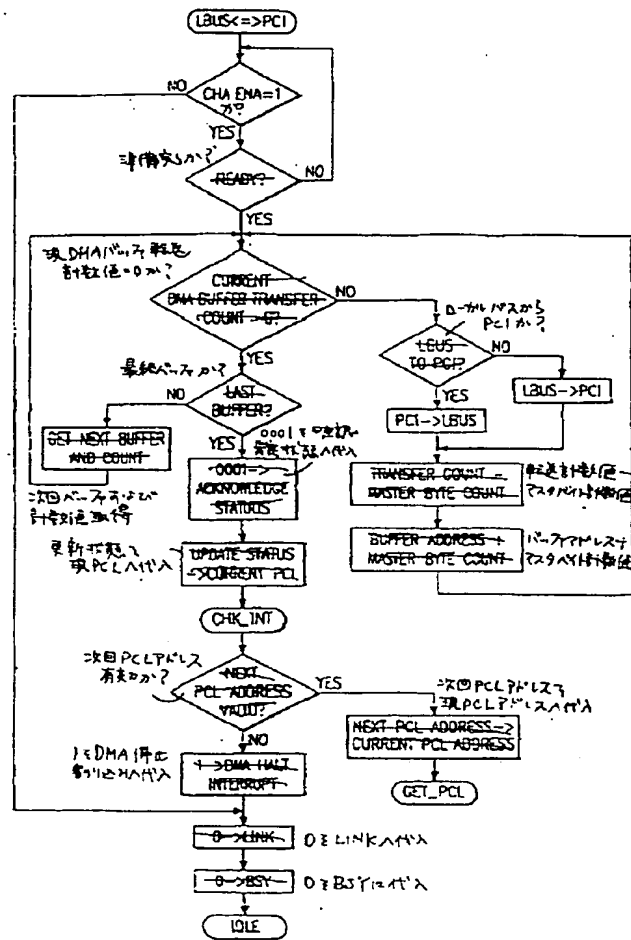 LBUS<=>PCI
NO
CHA ENA=1
か?
YES
準備完了か?
READY?
NO
YES
現DMAバッファ転送
計数値=0か?
CURRENT
DMA BUFFER TRANSFER
COUNT
NO
ローカルバスから
PCIか?
LBUS
TO PCI?
NO
YES
LBUS->PCI
PCI->LBUS
YES
最終バッファか?
NO
LAST
BUFFER?
YES
GET NEXT BUFFER
AND COUNT
次回バッファおよび
計数値取得
0001を
状態へ代入
0001->
ACKNOWLEDGE
STATUS
TRANSFER COUNT -
MASTER BYTE COUNT
転送計数値-
マスタバイト計数値
BUFFER ADDRESS +
MASTER BYTE COUNT
バッファアドレス+
マスタバイト計数値
更新状態を
現PCLへ代入
UPDATE STATUS
->CURRENT PCL
CHK_INT
次回PCLアドレス
有効か?
NEXT
PCL ADDRESS
VALID?
YES
次回PCLアドレスを
現PCLアドレスへ代入
NEXT PCL ADDRESS->
CURRENT PCL ADDRESS
GET_PCL
NO
1をDMA停止
割り込みへ代入
1->DMA HALT
INTERRUPT
0->LINK
0をLINKへ代入
0->BSY
0をBSYに代入
IDLE